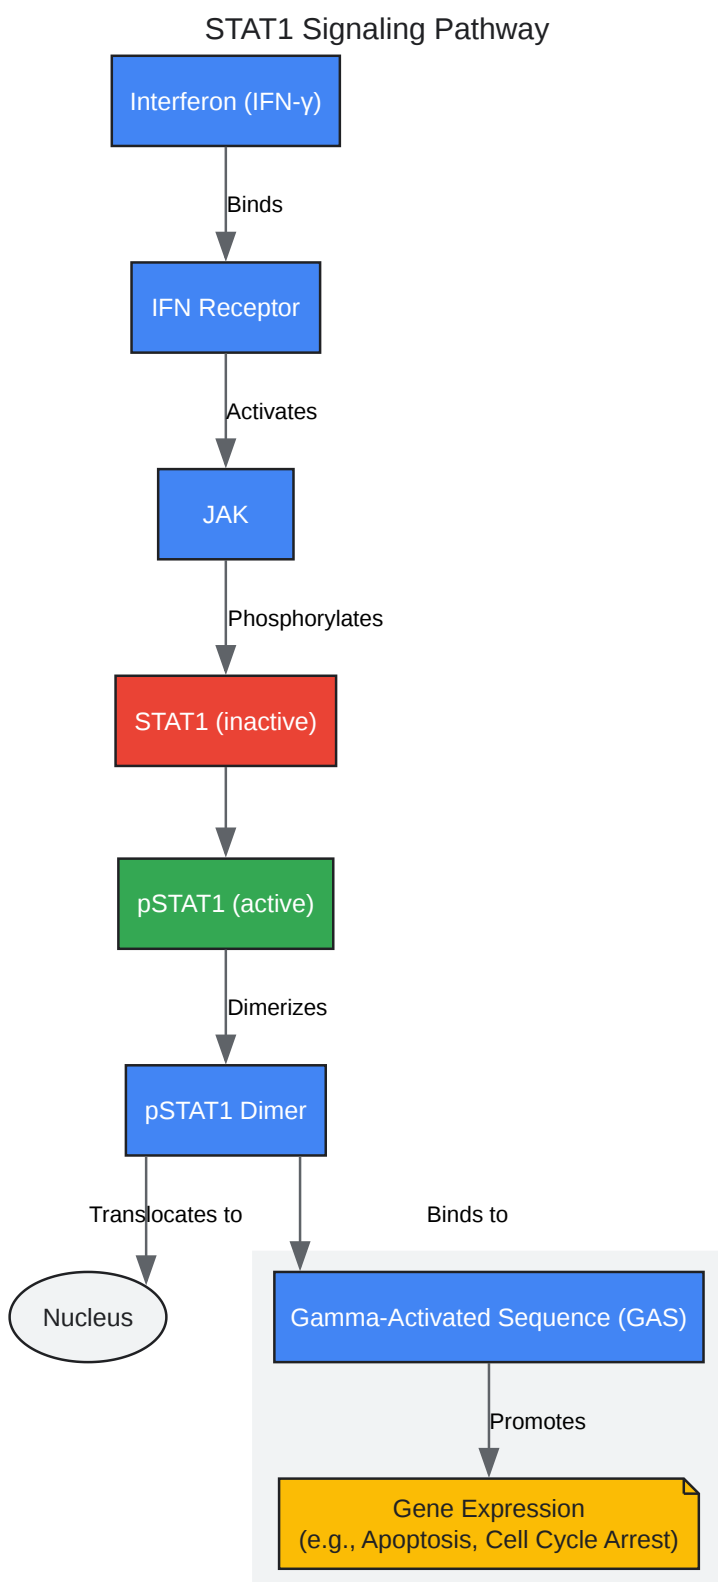 STAT1 Signaling Pathway
Interferon (IFN-γ)
Binds
IFN Receptor
Activates
JAK
Phosphorylates
STAT1 (inactive)
pSTAT1 (active)
Dimerizes
pSTAT1 Dimer
Translocates to
Binds to
Nucleus
Gamma-Activated Sequence (GAS)
Promotes
Gene Expression
(e.g., Apoptosis, Cell Cycle Arrest)